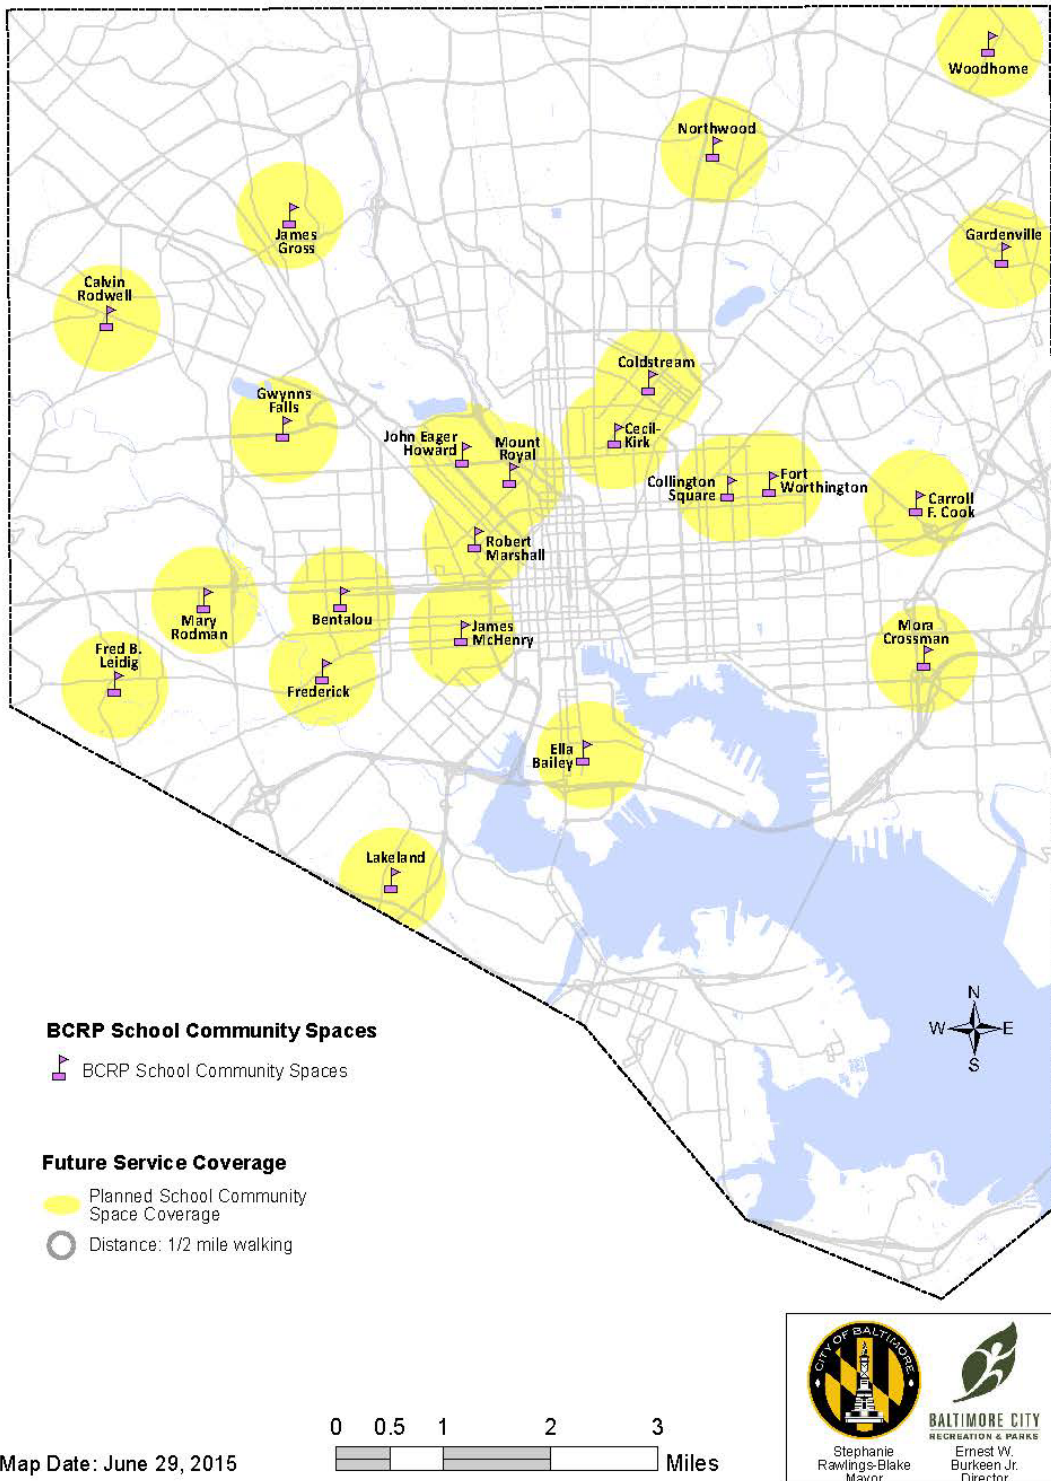 Woodhome
Northwood
James
Gross
Gardenville
Calvin
Rodwell
Coldstream
Gwynns
Falls
John Eager
Howard
Mount
Royal
Cecil-
Kirk
Collington
Square
Fort
Worthington
Carroll
F. Cook
Robert
Marshall
Mary
Rodman
Bentalou
James
McHenry
Mora
Crossman
Fred B.
Leidig
Frederick
Ella
Bailey
Lakeland
N
W
E
S
BCRP School Community Spaces
BCRP School Community Spaces
Future Service Coverage
Planned School Community
Space Coverage
Distance: 1/2 mile walking
CITY OF BALTIMORE
BALTIMORE CITY
RECREATION & PARKS
Stephanie
Rawlings-Blake
Mayor
Ernest W.
Burkeen Jr.
Director
0 0.5 1 2 3
Miles
Map Date: June 29, 2015